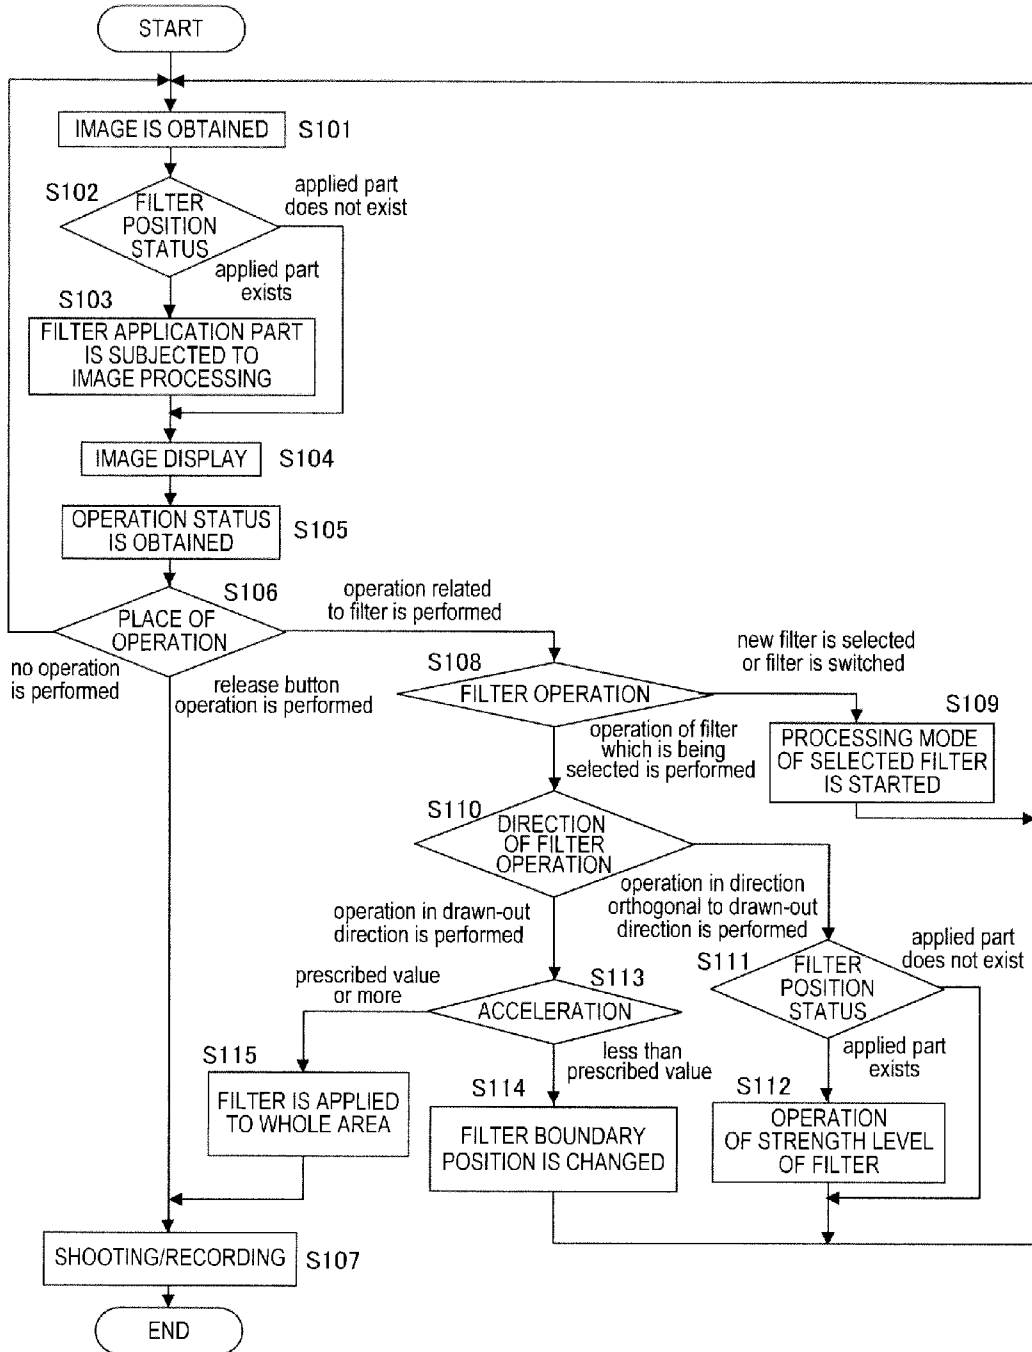 START
IMAGE IS OBTAINED
S101
S102
FILTER
POSITION
STATUS
applied part
does not exist
applied part
exists
S103
FILTER APPLICATION PART
IS SUBJECTED TO
IMAGE PROCESSING
IMAGE DISPLAY
S104
OPERATION STATUS
IS OBTAINED
S105
S106
PLACE OF
OPERATION
no operation
is performed
release button
operation is performed
operation related
to filter is performed
S108
FILTER OPERATION
new filter is selected
or filter is switched
S109
PROCESSING MODE
OF SELECTED FILTER
IS STARTED
operation of filter
which is being
selected is performed
S110
DIRECTION
OF FILTER
OPERATION
operation in drawn-out
direction is performed
operation in direction
orthogonal to drawn-out
direction is performed
S111
FILTER
POSITION
STATUS
applied part
does not exist
applied part
exists
S112
OPERATION
OF STRENGTH LEVEL
OF FILTER
S113
ACCELERATION
prescribed value
or more
less than
prescribed value
S114
FILTER BOUNDARY
POSITION IS CHANGED
S115
FILTER IS APPLIED
TO WHOLE AREA
SHOOTING/RECORDING
S107
END